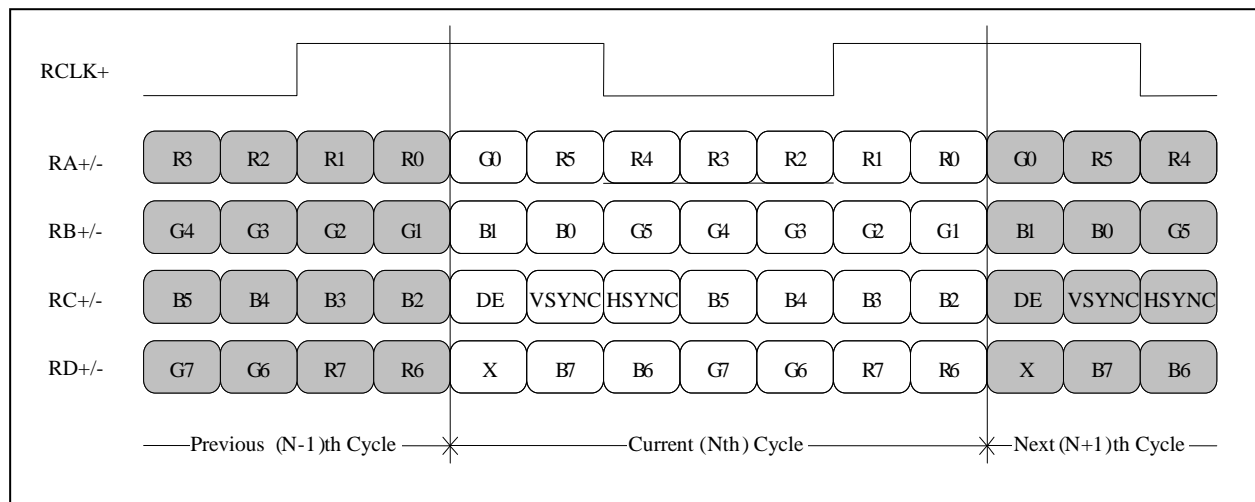 RCLK+
RA+/- R3 R2 R1 R0 G0 R5 R4 R3 R2 R1 R0 G0 R5 R4
RB+/- G4 G3 G2 G1 B1 B0 G5 G4 G3 G2 G1 B1 B0 G5
RC+/- B5 B4 B3 B2 DE VSYNC HSYNC B5 B4 B3 B2 DE VSYNC HSYNC
RD+/- G7 G6 R7 R6 X B7 B6 G7 G6 R7 R6 X B7 B6
Previous (N-1)th Cycle Current (Nth) Cycle Next (N+1)th Cycle